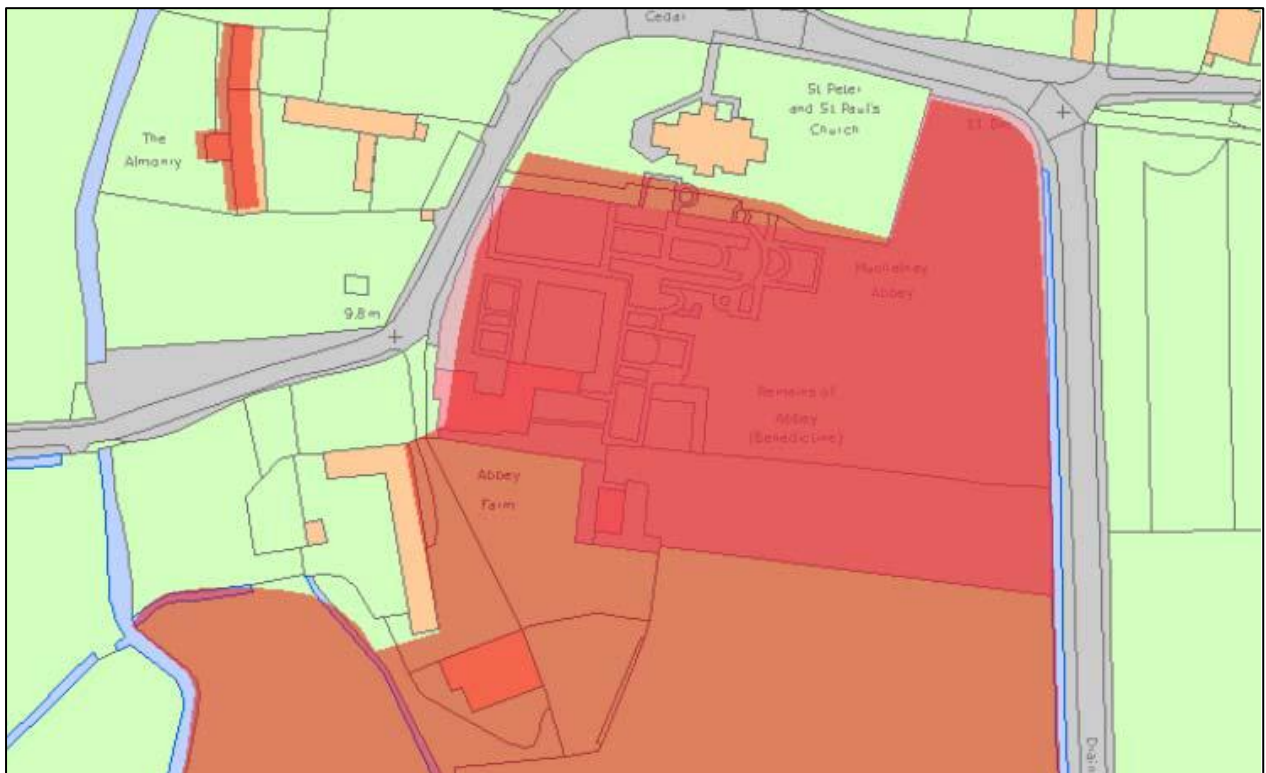 Cedar
St Peter
and St Paul's
Church
The
Almonry
Muchelney
Abbey
9.8m
Remains of
Abbey
(Benedictine)
Abbey
Farm
Drain